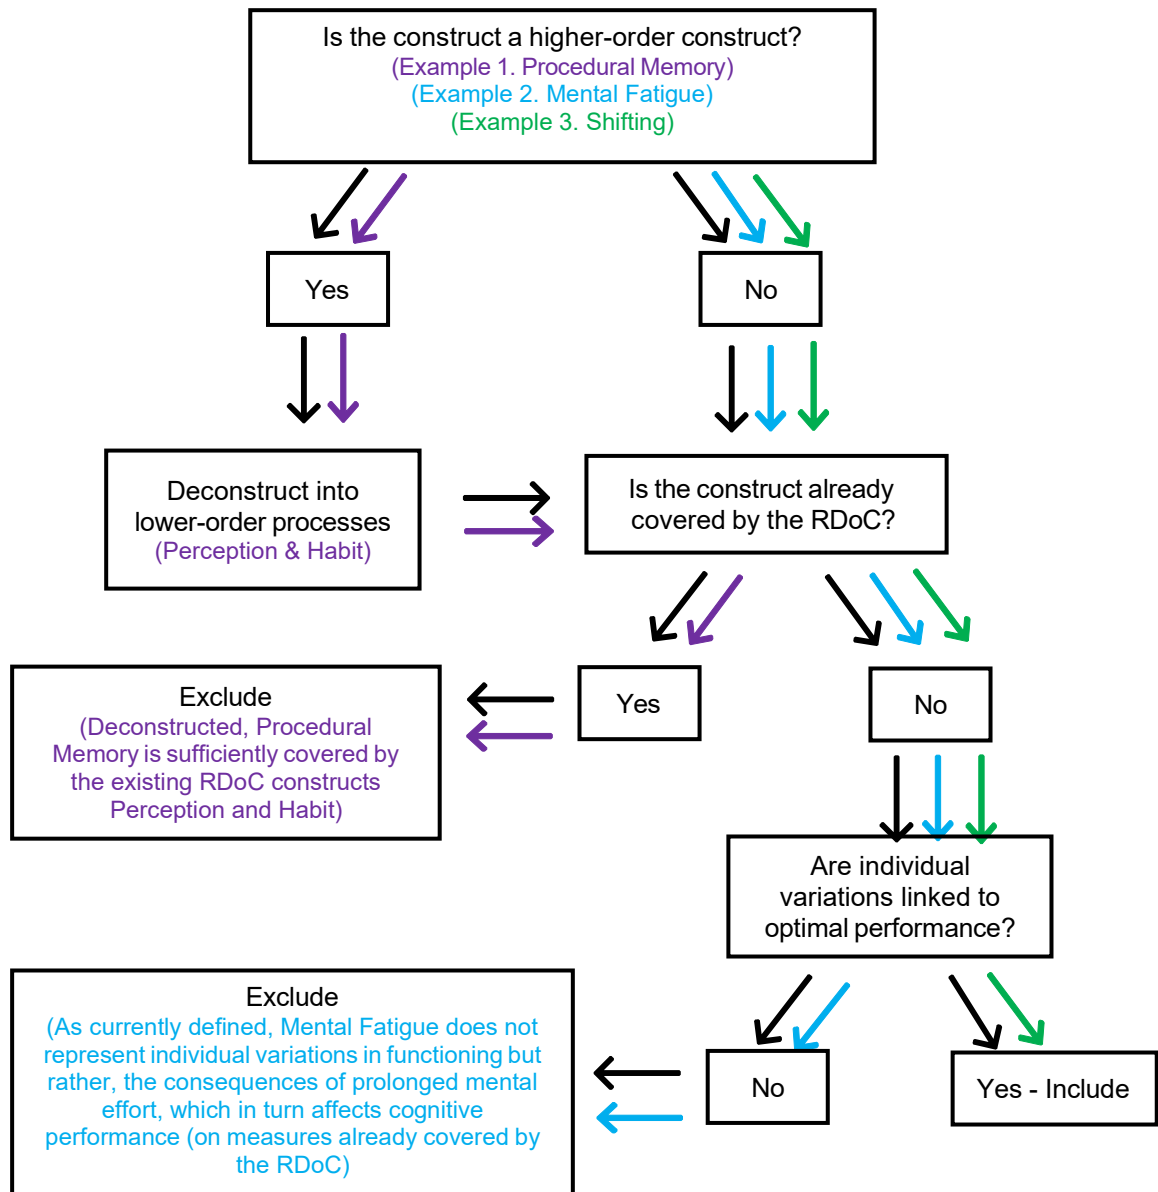 Is the construct a higher-order construct?
(Example 1. Procedural Memory)
(Example 2. Mental Fatigue)
(Example 3. Shifting)
Yes
No
Deconstruct into
lower-order processes
(Perception & Habit)
Is the construct already
covered by the RDoC?
Exclude
(Deconstructed, Procedural
Memory is sufficiently covered by
the existing RDoC constructs
Perception and Habit)
Yes
No
Are individual
variations linked to
optimal performance?
Exclude
(As currently defined, Mental Fatigue does not
represent individual variations in functioning but
rather, the consequences of prolonged mental
effort, which in turn affects cognitive
performance (on measures already covered by
the RDoC)
No
Yes - Include